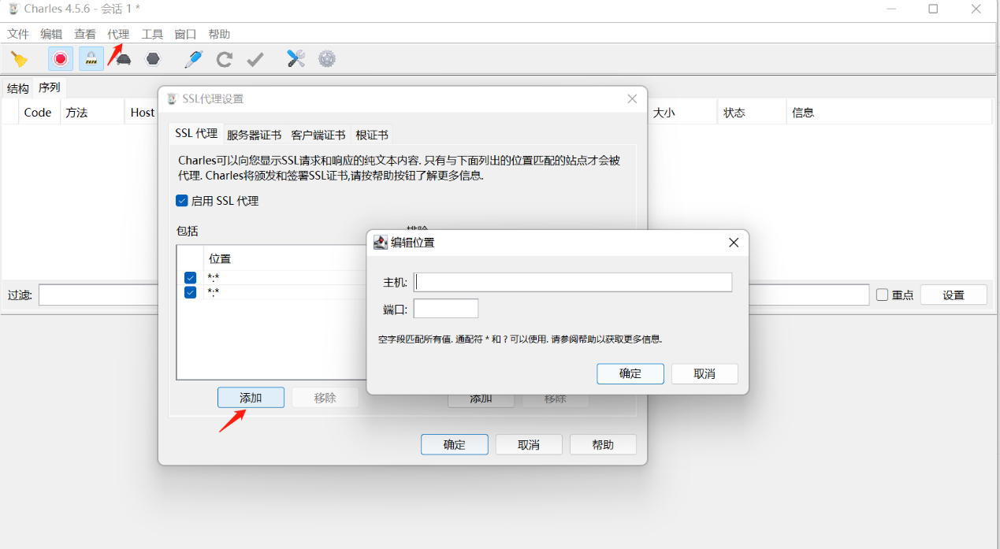 Charles 4.5.6 - 会话 1 *
文件 编辑 查看 代理 工具 窗口 帮助
结构 序列
Code 方法 Host 大小 状态 信息
SSL代理设置
SSL 代理 服务器证书 客户端证书 根证书
Charles可以向您显示SSL请求和响应的纯文本内容. 只有与下面列出的位置匹配的站点才会被
代理. Charles将颁发和签署SSL证书,请按帮助按钮了解更多信息.
启用 SSL 代理
包括
位置
*:*
*:*
添加 移除 添加 移除
确定 取消 帮助
编辑位置
主机:
端口:
空字段匹配所有值. 通配符 * 和 ? 可以使用. 请参阅帮助以获取更多信息.
确定 取消
过滤: 重点 设置